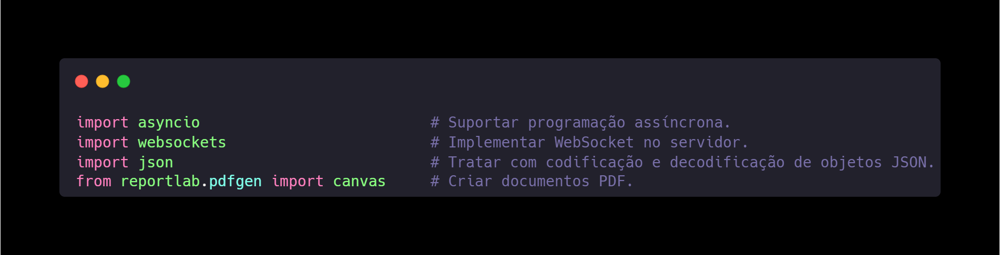 import asyncio # Suportar programação assíncrona.
import websockets # Implementar WebSocket no servidor.
import json # Tratar com codificação e decodificação de objetos JSON.
from reportlab.pdfgen import canvas # Criar documentos PDF.